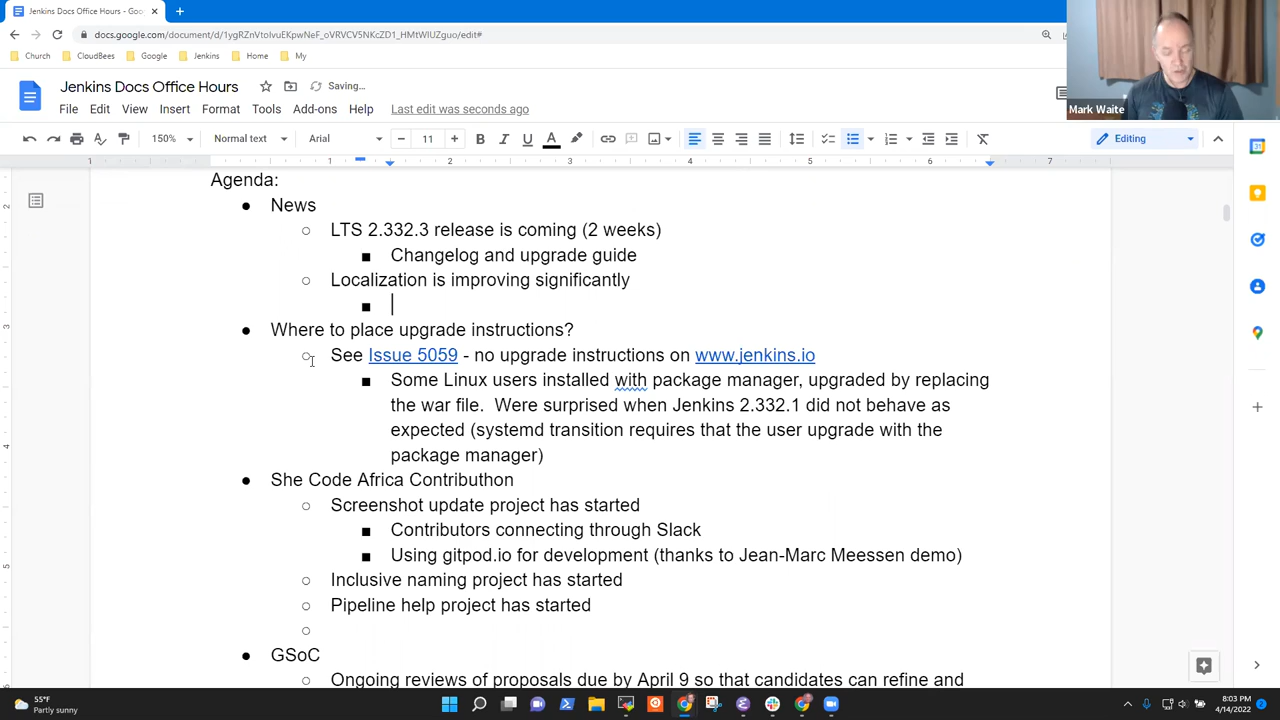 Jenkins Docs Office Hours - Goo
docs.google.com/document/d/1ygRZnVtoIvuEKpwNeF_oVRVCV5NKcZD1_HMtWIUZguo/edit#
Church CloudBees Google Jenkins Home My
Mark Waite
Jenkins Docs Office Hours Saving...
File Edit View Insert Format Tools Add-ons Help Last edit was seconds ago
150% Normal text Arial 11 Editing
1 1 2 3 4 5 6 7
Agenda:
News
LTS 2.332.3 release is coming (2 weeks)
Changelog and upgrade guide
Localization is improving significantly
Where to place upgrade instructions?
See Issue 5059 - no upgrade instructions on www.jenkins.io
Some Linux users installed with package manager, upgraded by replacing
the war file. Were surprised when Jenkins 2.332.1 did not behave as
expected (systemd transition requires that the user upgrade with the
package manager)
She Code Africa Contributhon
Screenshot update project has started
Contributors connecting through Slack
Using gitpod.io for development (thanks to Jean-Marc Meessen demo)
Inclusive naming project has started
Pipeline help project has started
GSoC
Ongoing reviews of proposals due by April 9 so that candidates can refine and
55°F
Partly sunny
8:03 PM
4/14/2022